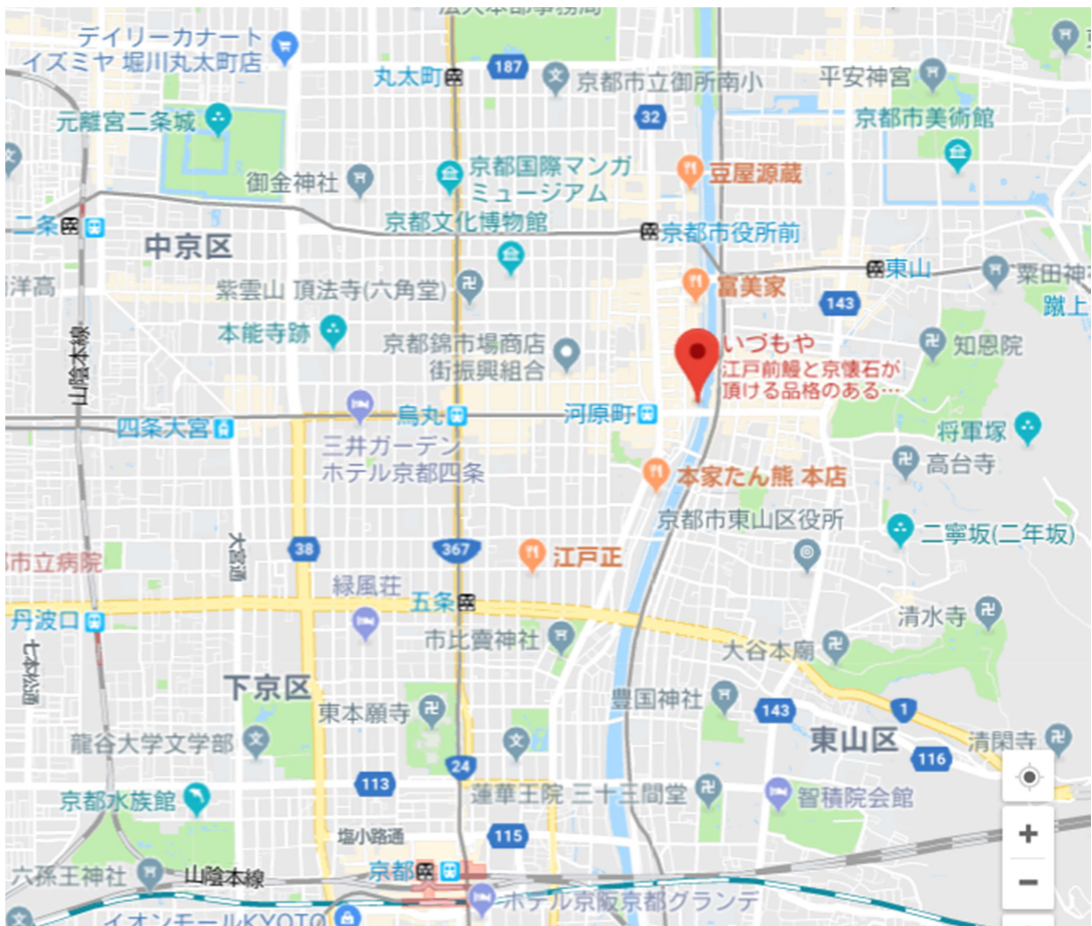 法人本部事務局
デイリーカナート
イズミヤ 堀川丸太町店
丸太町
187
京都市立御所南小
平安神宮
32
京都市美術館
元離宮二条城
京都国際マンガ
ミュージアム
豆屋源蔵
御金神社
京都文化博物館
二条
京都市役所前
中京区
東山
洋高
紫雲山 頂法寺(六角堂)
富美家
143
粟田神
蹴上
本能寺跡
京都錦市場商店
街振興組合
いづもや
江戸前鰻と京懐石が
頂ける品格のある…
知恩院
山陰本線
四条大宮
烏丸
河原町
将軍塚
三井ガーデン
ホテル京都四条
高台寺
本家たん熊 本店
京都市東山区役所
二寧坂(二年坂)
大宮通
38
367
江戸正
市立病院
緑風荘
五条
丹波口
清水寺
市比賣神社
大谷本廟
七本松通
下京区
豊国神社
東本願寺
143
1
龍谷大学文学部
東山区
清閑寺
116
24
113
京都水族館
蓮華王院 三十三間堂
智積院会館
塩小路通
115
六孫王神社
山陰本線
京都
ホテル京阪京都グランデ
イオンモールKYOTO